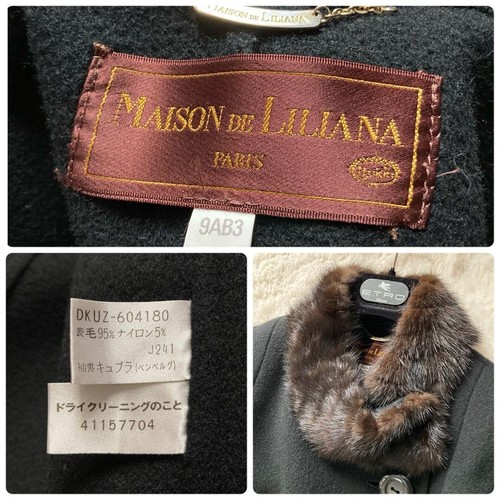 MAISON DE LILIANA
MAISON DE LILIANA
PARIS
9AB3
DKUZ-604180
表毛95%ナイロン5%
J241
袖裏キュプラ(ベンベルグ)
ドライクリーニングのこと
41157704
ETRO